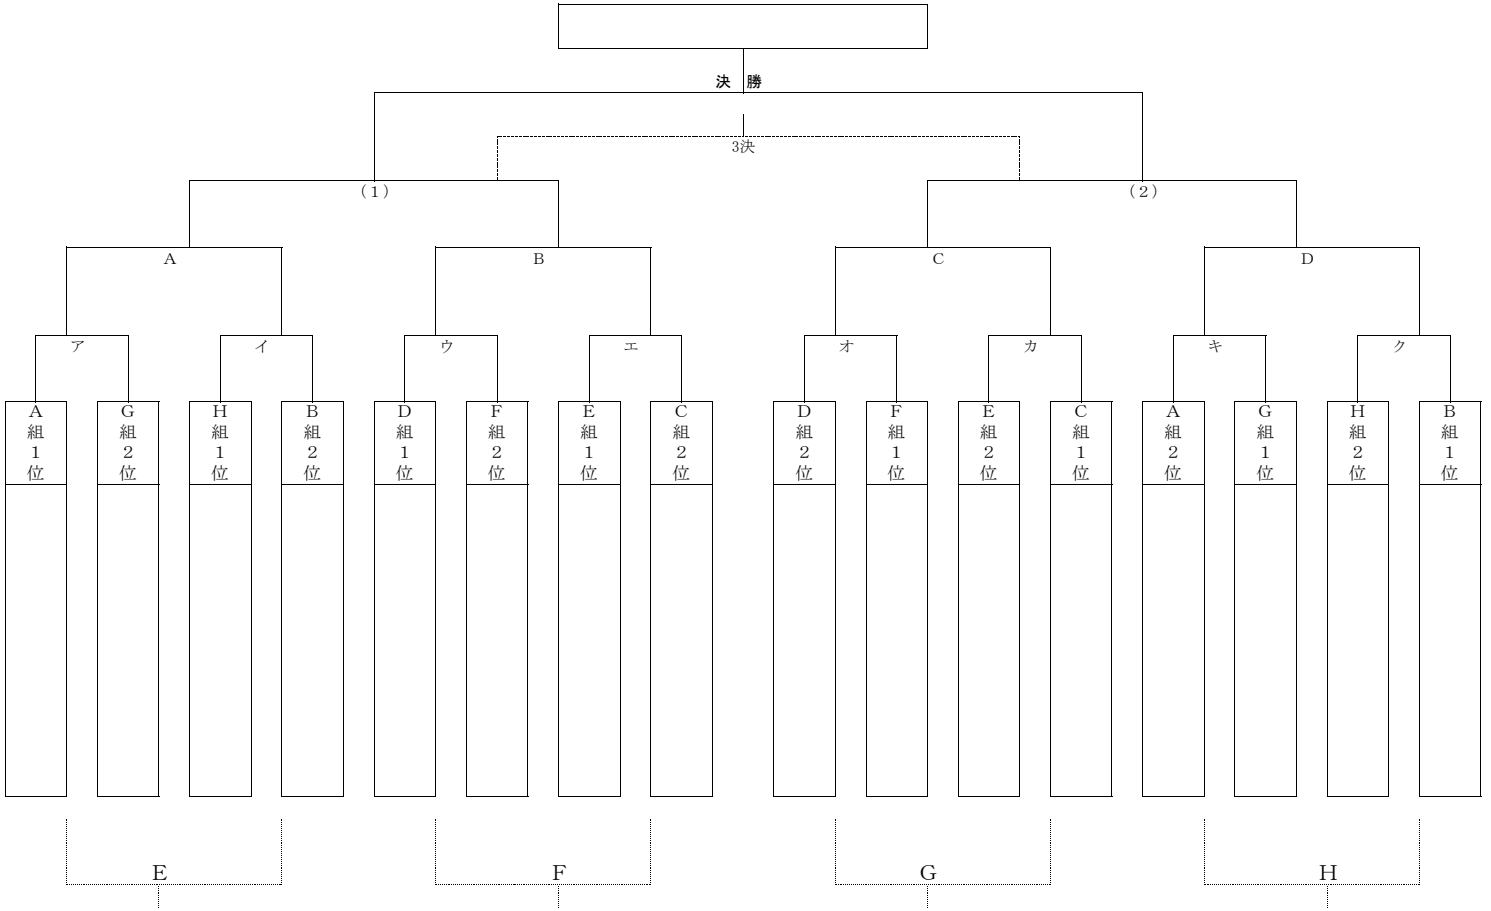 決　勝
3決
（１）
（２）
A
B
C
D
ア
イ
ウ
エ
オ
カ
キ
ク
A組１位
G組２位
H組１位
B組２位
D組１位
F組２位
E組１位
C組２位
D組２位
F組１位
E組２位
C組１位
A組２位
G組１位
H組２位
B組１位
E
F
G
H